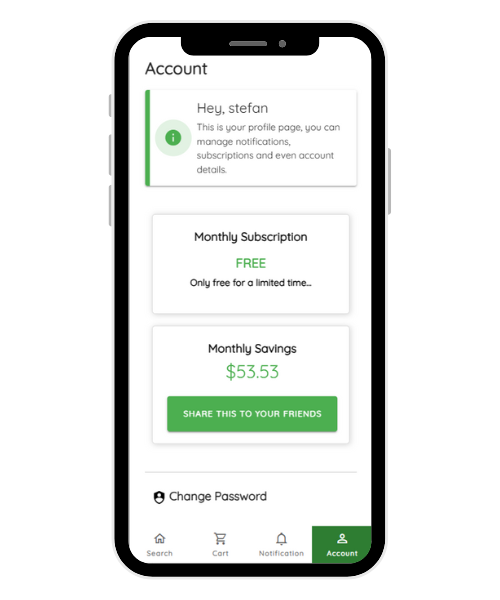 Account
Hey, stefan
This is your profile page, you can
manage notifications,
subscriptions and even account
details.
Monthly Subscription
FREE
Only free for a limited time...
Monthly Savings
$53.53
SHARE THIS TO YOUR FRIENDS
Change Password
Search Cart Notification Account